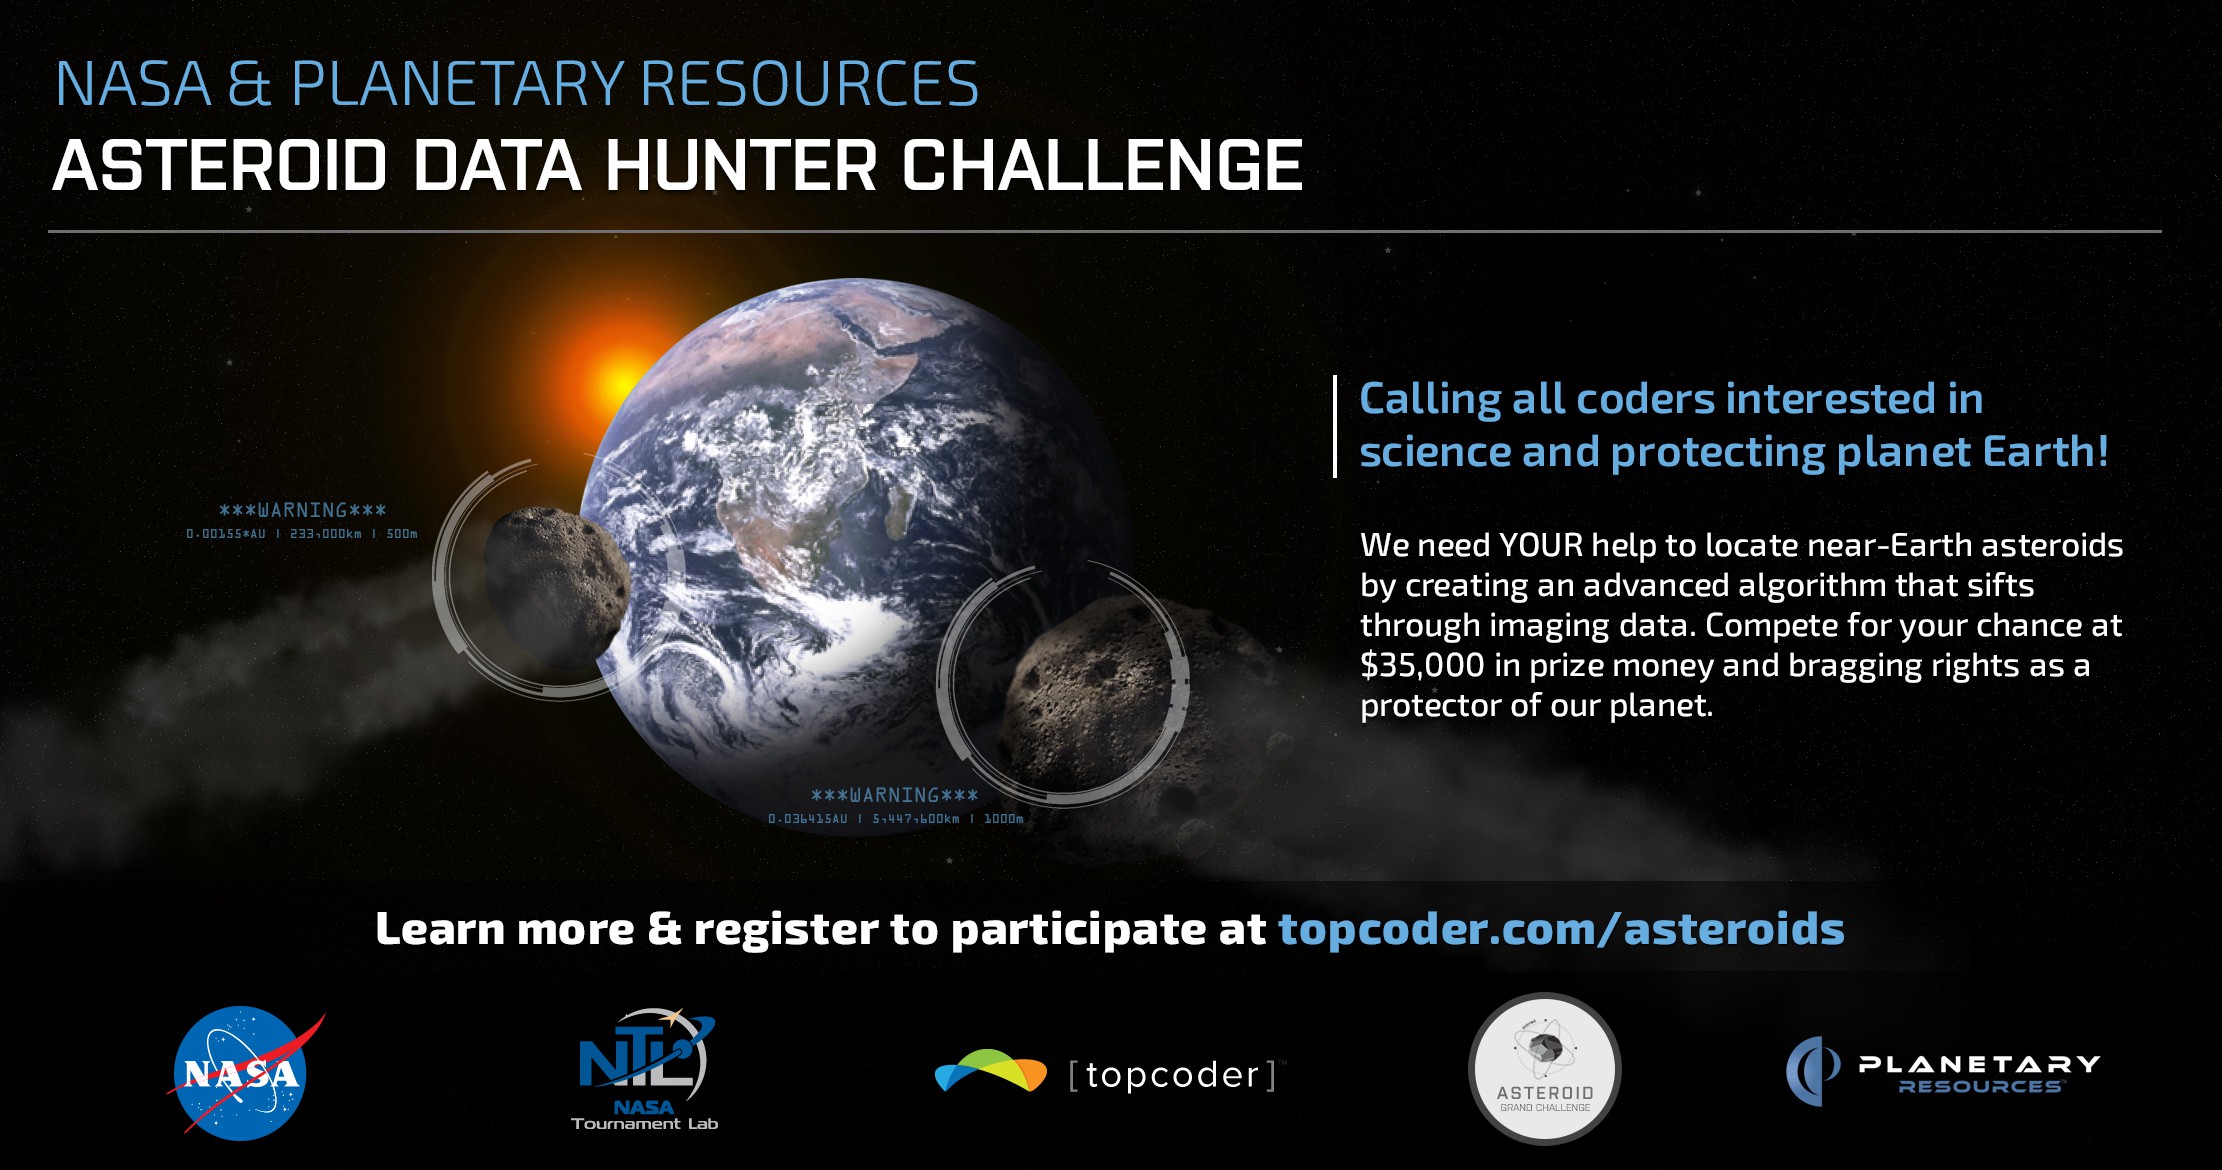 NASA & PLANETARY RESOURCES
ASTEROID DATA HUNTER CHALLENGE
Calling all coders interested in
science and protecting planet Earth!
***WARNING***
0.00155*AU | 233,000km | 500m
We need YOUR help to locate near-Earth asteroids
by creating an advanced algorithm that sifts
through imaging data. Compete for your chance at
$35,000 in prize money and bragging rights as a
protector of our planet.
***WARNING***
0.036415AU | 5,447,600km | 1000m
Learn more & register to participate at topcoder.com/asteroids
NASA
NTL
NASA
Tournament Lab
[topcoder]™
ASTEROID
GRAND CHALLENGE
PLANETARY
RESOURCES™